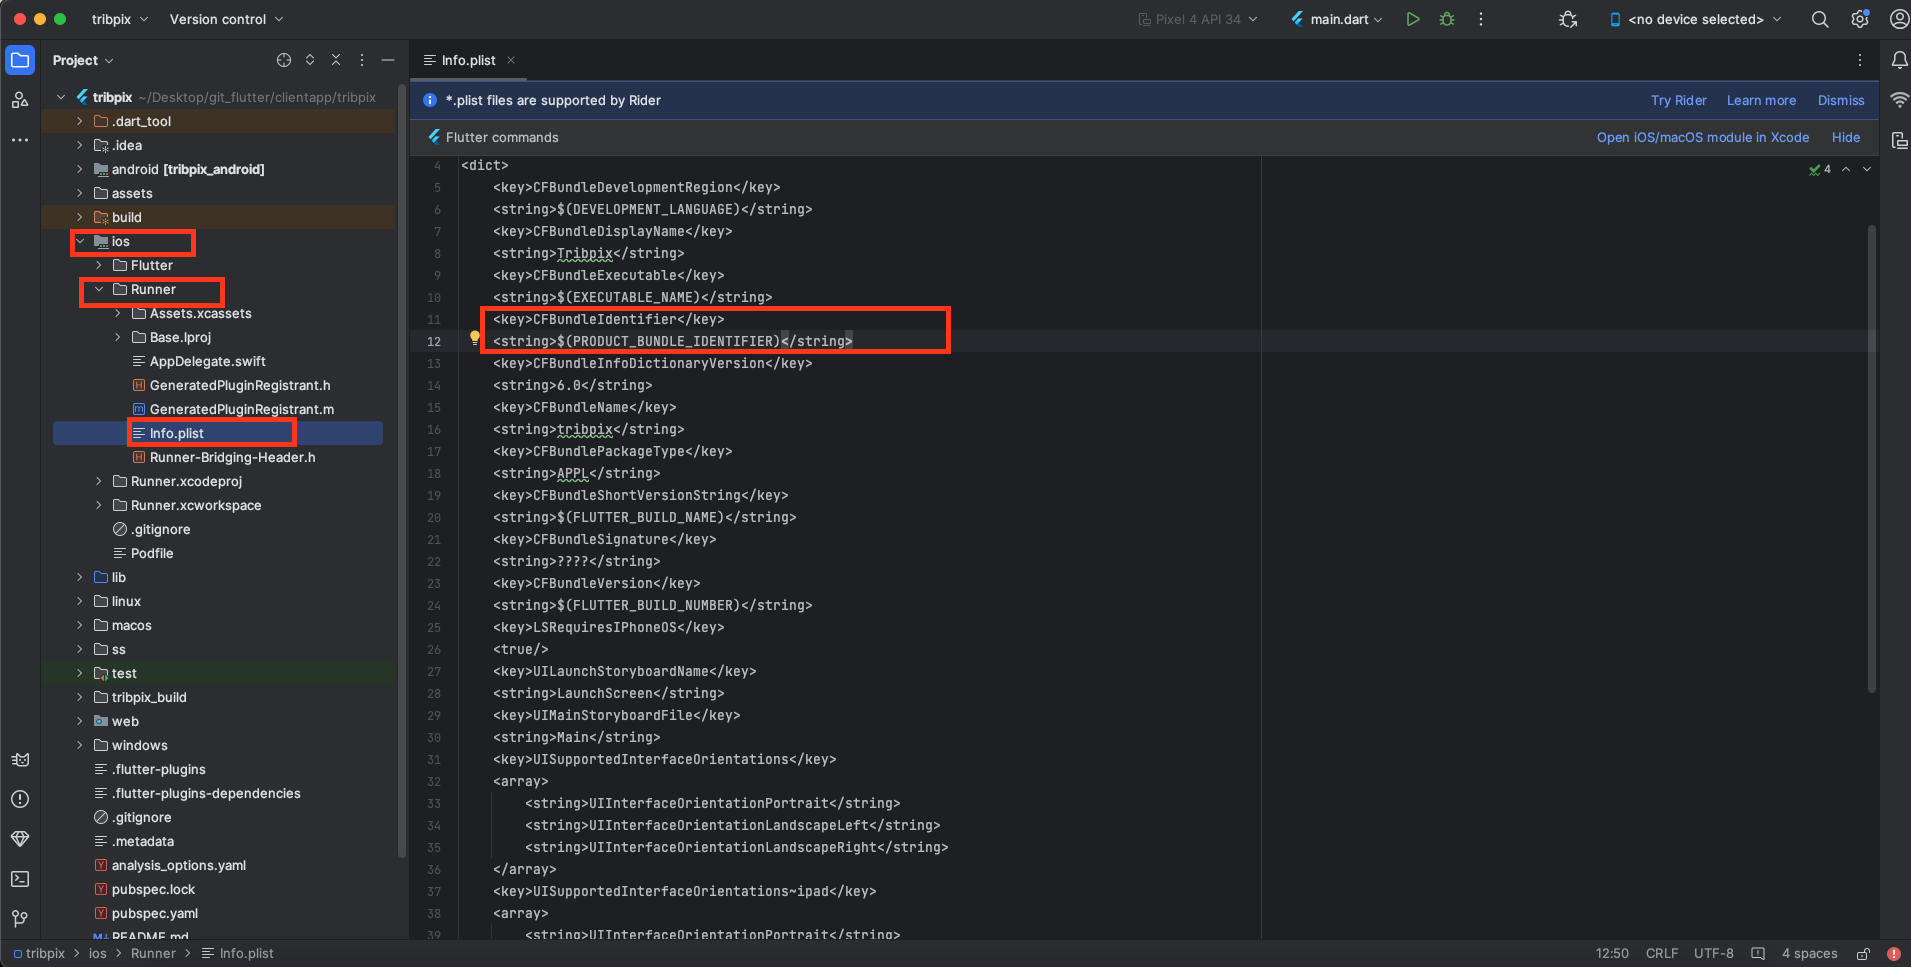 tribpix
Version control
Pixel 4 API 34
main.dart
<no device selected>
Project
Info.plist
*.plist files are supported by Rider
Try Rider
Learn more
Dismiss
Flutter commands
Open iOS/macOS module in Xcode
Hide
tribpix ~/Desktop/git_flutter/clientapp/tribpix
.dart_tool
.idea
android [tribpix_android]
assets
build
ios
Flutter
Runner
Assets.xcassets
Base.lproj
AppDelegate.swift
H GeneratedPluginRegistrant.h
m GeneratedPluginRegistrant.m
Info.plist
H Runner-Bridging-Header.h
Runner.xcodeproj
Runner.xcworkspace
.gitignore
Podfile
lib
linux
macos
ss
test
tribpix_build
web
windows
.flutter-plugins
.flutter-plugins-dependencies
.gitignore
.metadata
Y analysis_options.yaml
Y pubspec.lock
Y pubspec.yaml
M↓ README.md
4
4 <dict>
5 <key>CFBundleDevelopmentRegion</key>
6 <string>$(DEVELOPMENT_LANGUAGE)</string>
7 <key>CFBundleDisplayName</key>
8 <string>Tribpix</string>
9 <key>CFBundleExecutable</key>
10 <string>$(EXECUTABLE_NAME)</string>
11 <key>CFBundleIdentifier</key>
12 <string>$(PRODUCT_BUNDLE_IDENTIFIER)</string>
13 <key>CFBundleInfoDictionaryVersion</key>
14 <string>6.0</string>
15 <key>CFBundleName</key>
16 <string>tribpix</string>
17 <key>CFBundlePackageType</key>
18 <string>APPL</string>
19 <key>CFBundleShortVersionString</key>
20 <string>$(FLUTTER_BUILD_NAME)</string>
21 <key>CFBundleSignature</key>
22 <string>????</string>
23 <key>CFBundleVersion</key>
24 <string>$(FLUTTER_BUILD_NUMBER)</string>
25 <key>LSRequiresIPhoneOS</key>
26 <true/>
27 <key>UILaunchStoryboardName</key>
28 <string>LaunchScreen</string>
29 <key>UIMainStoryboardFile</key>
30 <string>Main</string>
31 <key>UISupportedInterfaceOrientations</key>
32 <array>
33 <string>UIInterfaceOrientationPortrait</string>
34 <string>UIInterfaceOrientationLandscapeLeft</string>
35 <string>UIInterfaceOrientationLandscapeRight</string>
36 </array>
37 <key>UISupportedInterfaceOrientations~ipad</key>
38 <array>
39 <string>UIInterfaceOrientationPortrait</string>
tribpix > ios > Runner > Info.plist
12:50 CRLF UTF-8 4 spaces